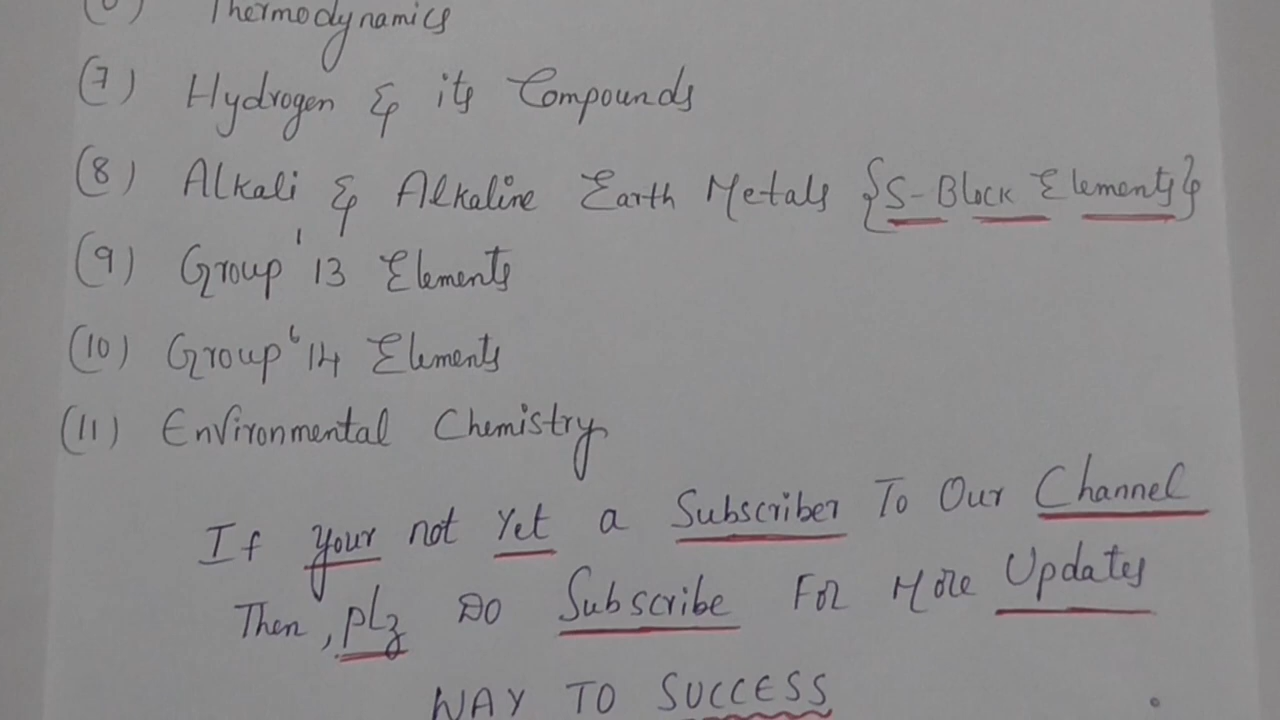 (6) Thermodynamics
(7) Hydrogen & its Compounds
(8) Alkali & Alkaline Earth Metals {S-Block Elements}
(9) Group '13 Elements
(10) Group '14 Elements
(11) Environmental Chemistry
If your not yet a Subscriber To Our Channel
Then, plz Do Subscribe For More Updates
WAY TO SUCCESS